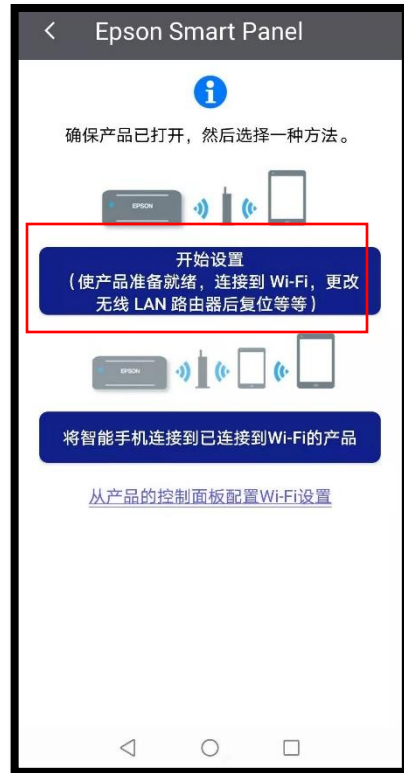 Epson Smart Panel
确保产品已打开，然后选择一种方法。
EPSON
开始设置
（使产品准备就绪，连接到 Wi-Fi，更改
无线 LAN 路由器后复位等等）
EPSON
将智能手机连接到已连接到Wi-Fi的产品
从产品的控制面板配置Wi-Fi设置